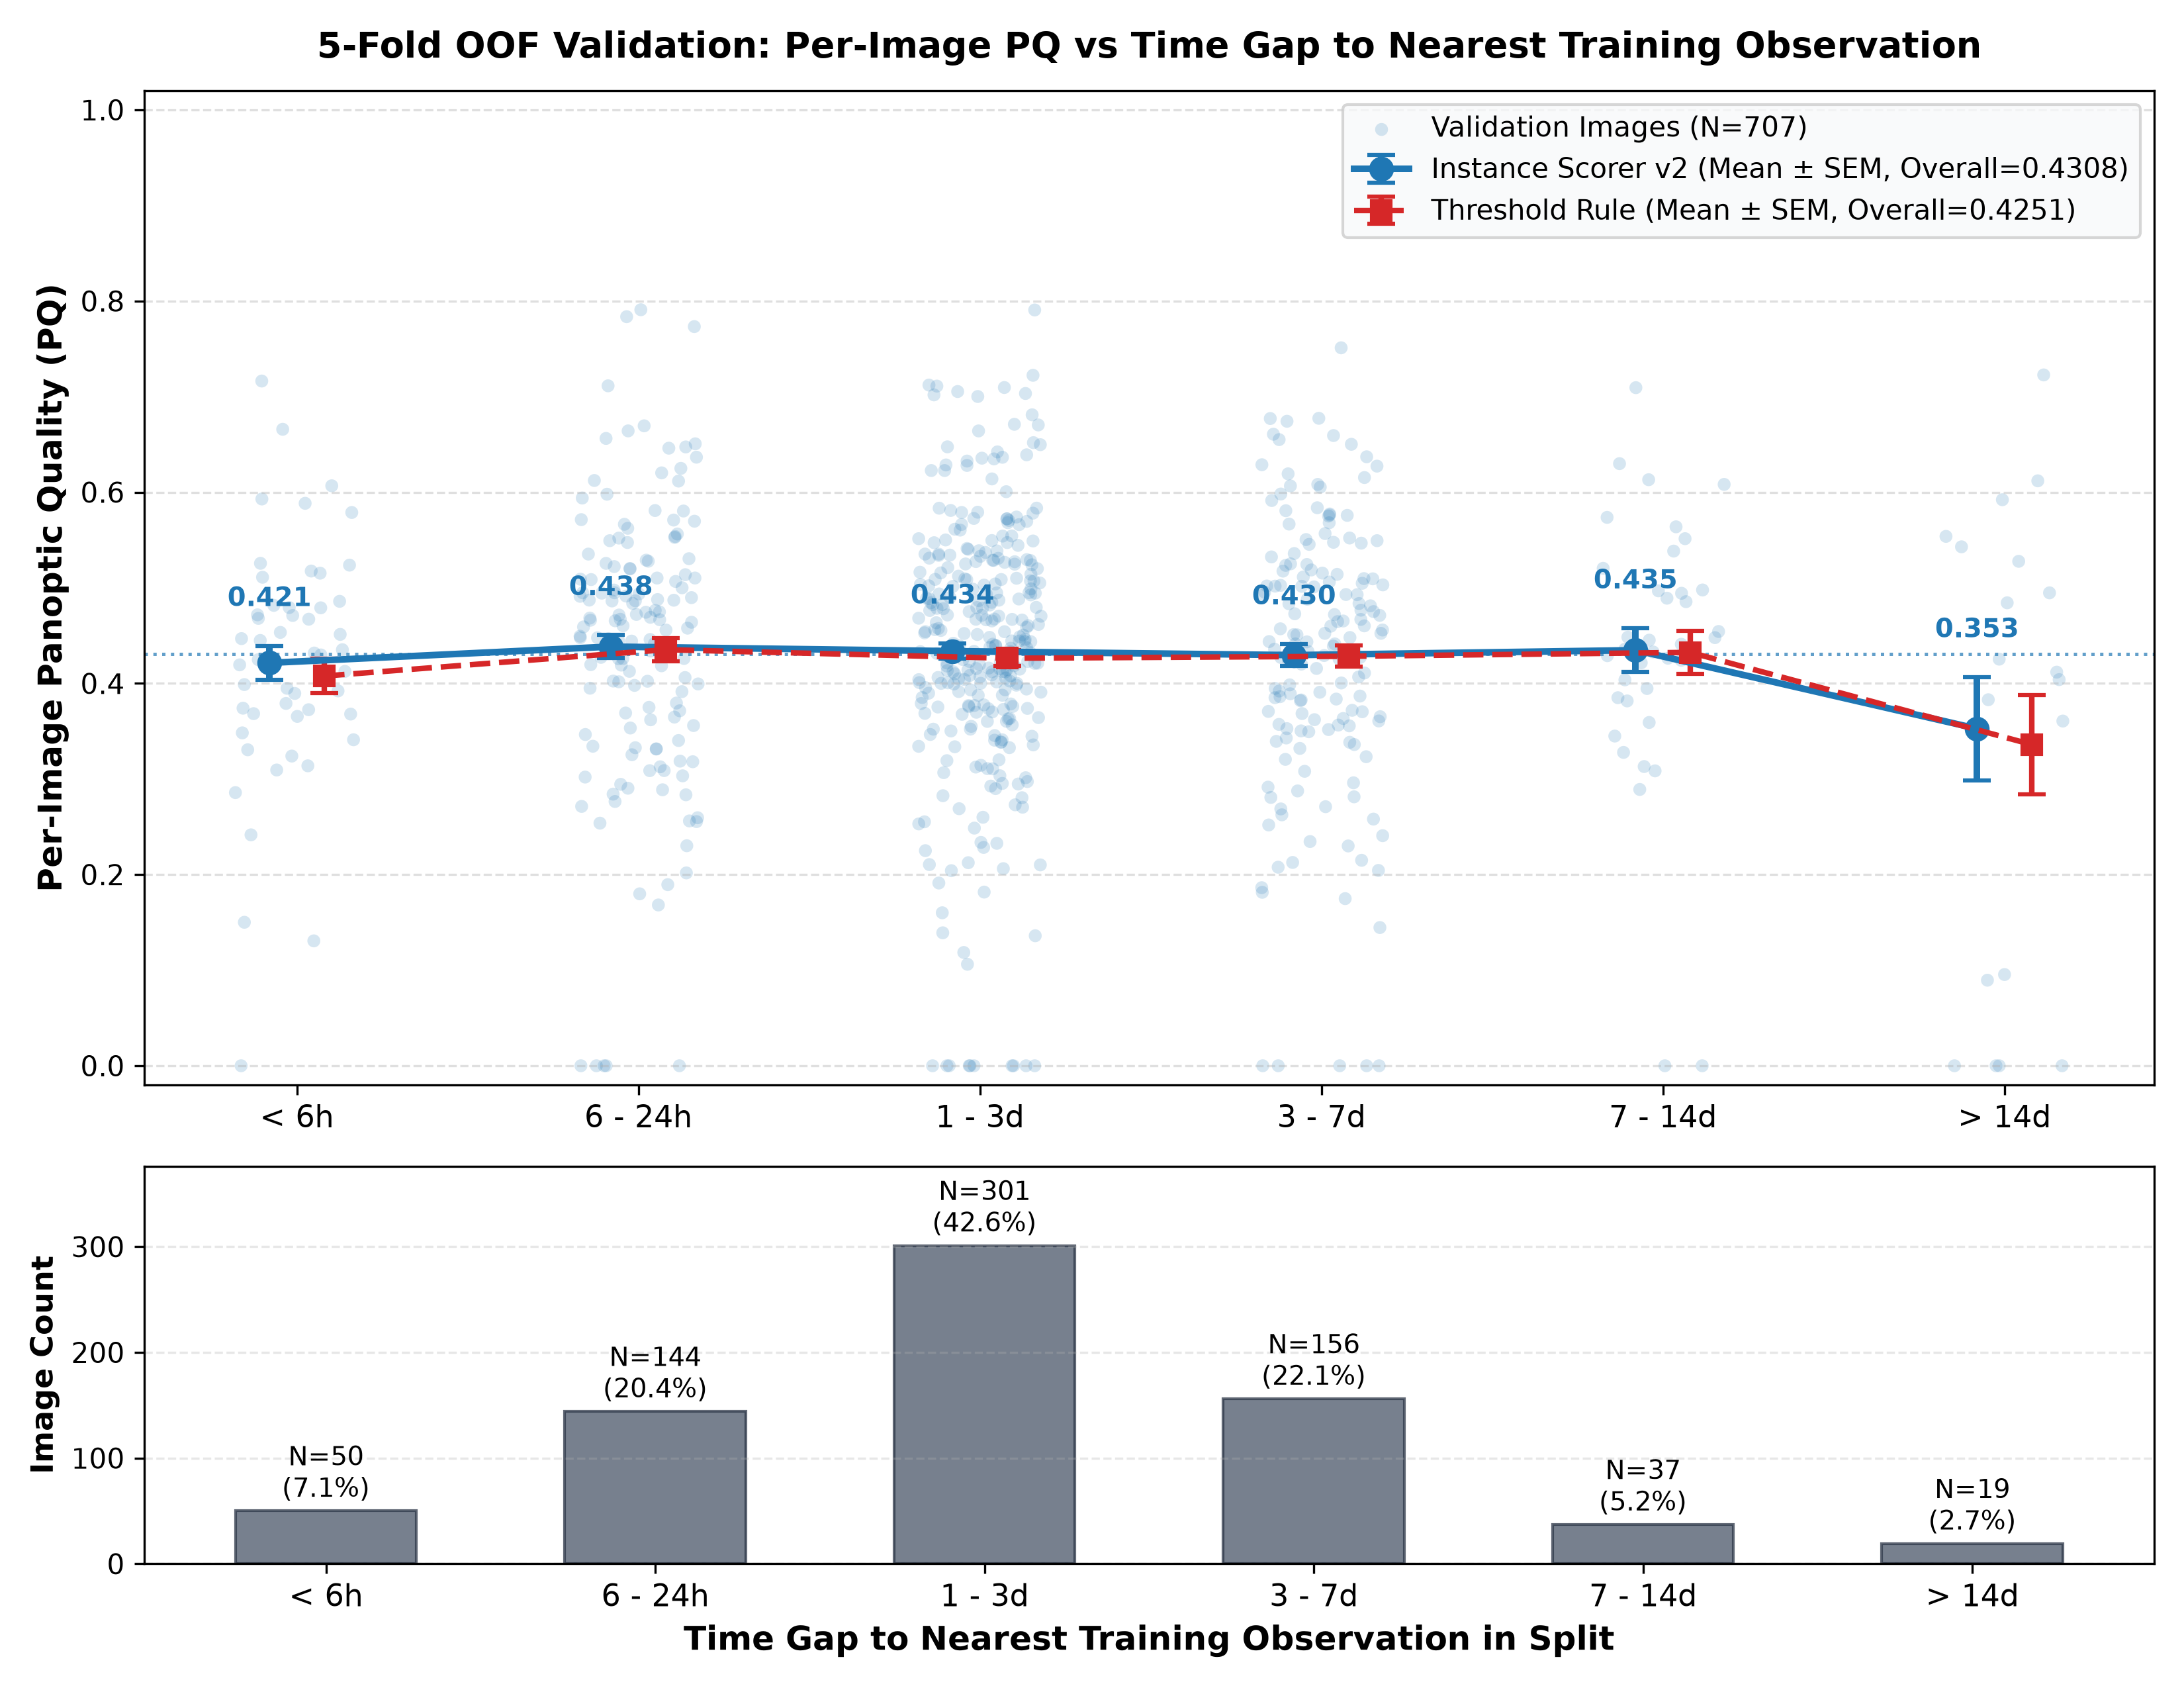 5-Fold OOF Validation: Per-Image PQ vs Time Gap to Nearest Training Observation
Per-Image Panoptic Quality (PQ)
1.0
0.8
0.6
0.4
0.2
0.0
Validation Images (N=707)
Instance Scorer v2 (Mean ± SEM, Overall=0.4308)
Threshold Rule (Mean ± SEM, Overall=0.4251)
0.421
0.438
0.434
0.430
0.435
0.353
< 6h
6 - 24h
1 - 3d
3 - 7d
7 - 14d
> 14d
Image Count
300
200
100
0
N=50
(7.1%)
N=144
(20.4%)
N=301
(42.6%)
N=156
(22.1%)
N=37
(5.2%)
N=19
(2.7%)
< 6h
6 - 24h
1 - 3d
3 - 7d
7 - 14d
> 14d
Time Gap to Nearest Training Observation in Split